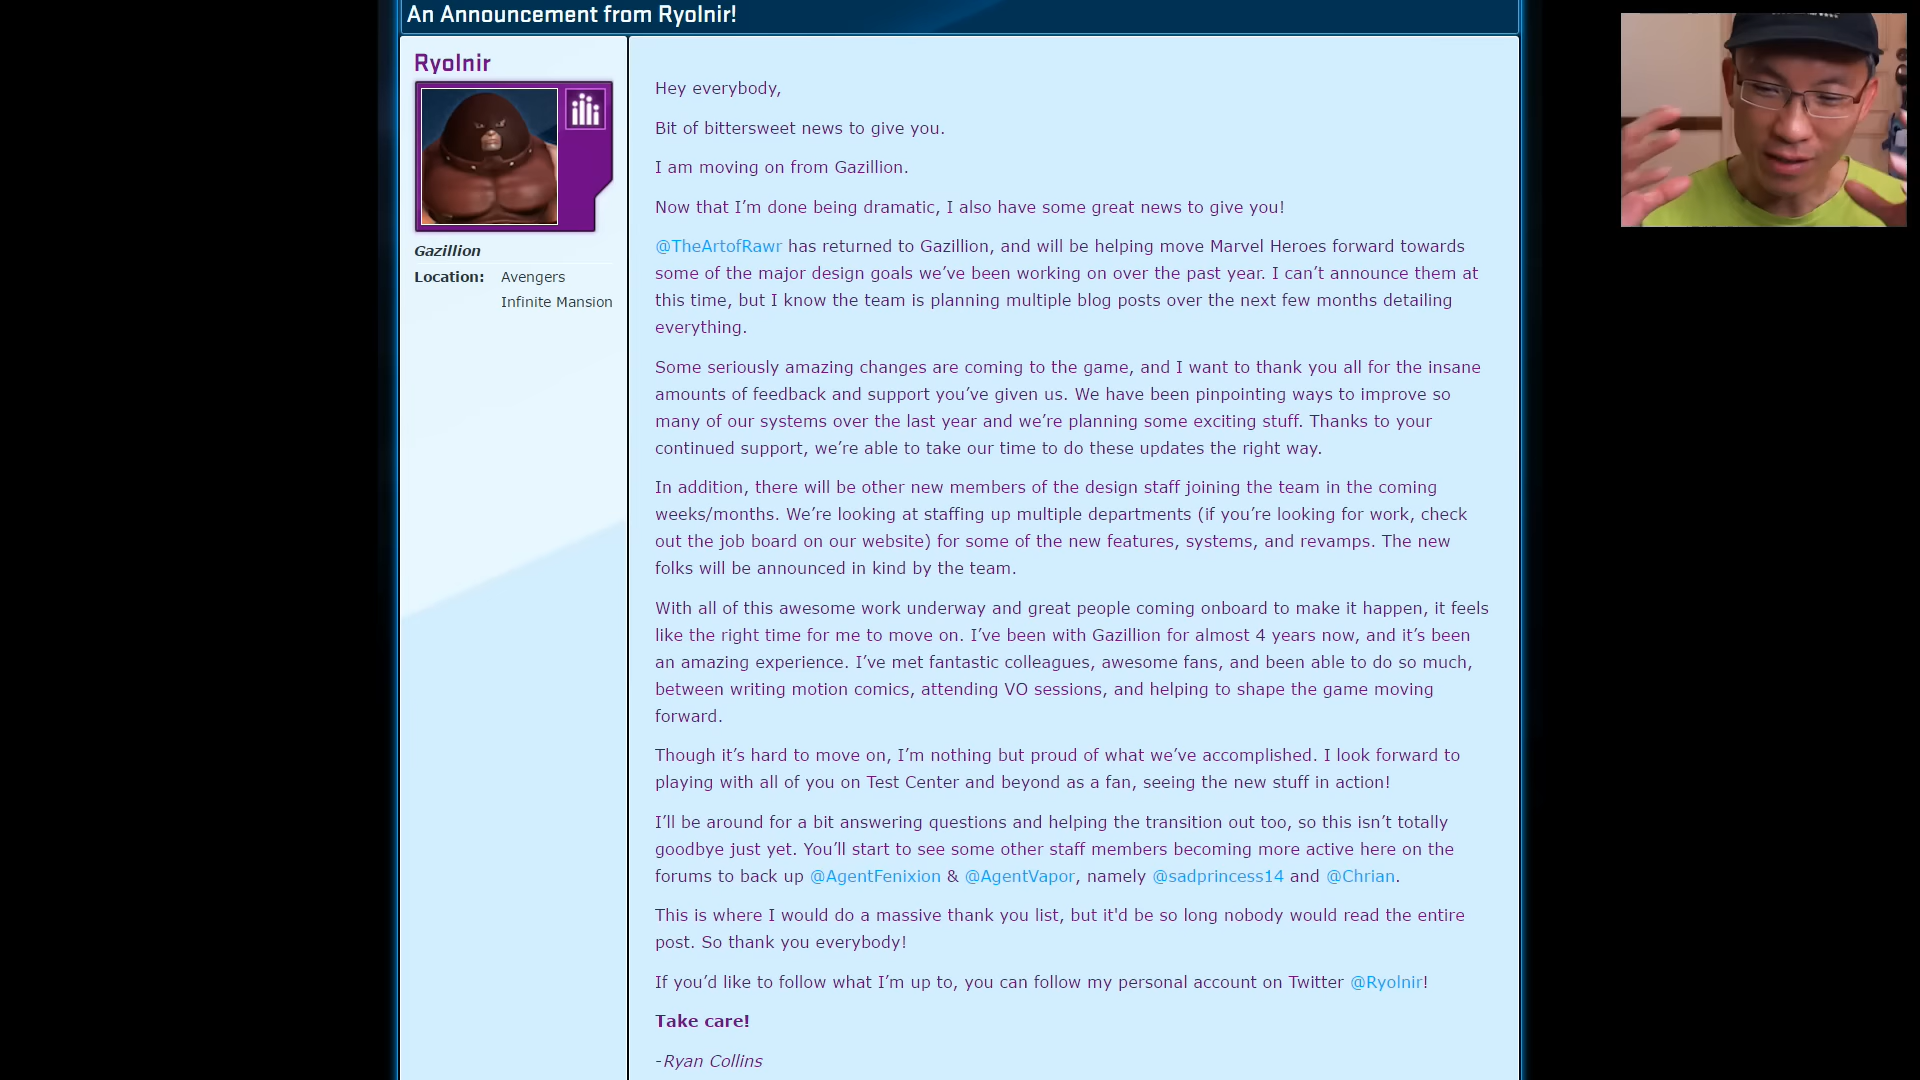 An Announcement from Ryolnir!
Ryolnir
Gazillion
Location: Avengers
Infinite Mansion
Hey everybody,
Bit of bittersweet news to give you.
I am moving on from Gazillion.
Now that I’m done being dramatic, I also have some great news to give you!
@TheArtofRawr has returned to Gazillion, and will be helping move Marvel Heroes forward towards
some of the major design goals we’ve been working on over the past year. I can’t announce them at
this time, but I know the team is planning multiple blog posts over the next few months detailing
everything.
Some seriously amazing changes are coming to the game, and I want to thank you all for the insane
amounts of feedback and support you’ve given us. We have been pinpointing ways to improve so
many of our systems over the last year and we’re planning some exciting stuff. Thanks to your
continued support, we’re able to take our time to do these updates the right way.
In addition, there will be other new members of the design staff joining the team in the coming
weeks/months. We’re looking at staffing up multiple departments (if you’re looking for work, check
out the job board on our website) for some of the new features, systems, and revamps. The new
folks will be announced in kind by the team.
With all of this awesome work underway and great people coming onboard to make it happen, it feels
like the right time for me to move on. I’ve been with Gazillion for almost 4 years now, and it’s been
an amazing experience. I’ve met fantastic colleagues, awesome fans, and been able to do so much,
between writing motion comics, attending VO sessions, and helping to shape the game moving
forward.
Though it’s hard to move on, I’m nothing but proud of what we’ve accomplished. I look forward to
playing with all of you on Test Center and beyond as a fan, seeing the new stuff in action!
I’ll be around for a bit answering questions and helping the transition out too, so this isn’t totally
goodbye just yet. You’ll start to see some other staff members becoming more active here on the
forums to back up @AgentFenixion & @AgentVapor, namely @sadprincess14 and @Chrian.
This is where I would do a massive thank you list, but it'd be so long nobody would read the entire
post. So thank you everybody!
If you’d like to follow what I’m up to, you can follow my personal account on Twitter @Ryolnir!
Take care!
-Ryan Collins